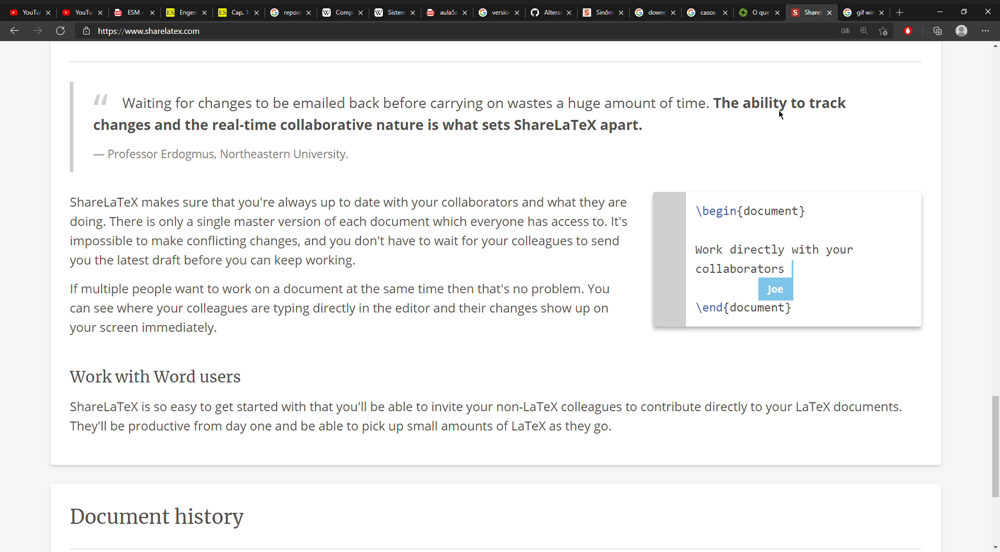 YouTu
YouTu
ESM -
Engen
Cap. 1
reposi
Comp
Sistem
aula5a
versio
Altera
Sinôni
down
casos
O que
ShareL
gif win
https://www.sharelatex.com
“ Waiting for changes to be emailed back before carrying on wastes a huge amount of time. The ability to track
changes and the real-time collaborative nature is what sets ShareLaTeX apart.
— Professor Erdogmus, Northeastern University.
ShareLaTeX makes sure that you're always up to date with your collaborators and what they are
doing. There is only a single master version of each document which everyone has access to. It's
impossible to make conflicting changes, and you don't have to wait for your colleagues to send
you the latest draft before you can keep working.
If multiple people want to work on a document at the same time then that's no problem. You
can see where your colleagues are typing directly in the editor and their changes show up on
your screen immediately.
\begin{document}
Work directly with your
collaborators
Joe
\end{document}
Work with Word users
ShareLaTeX is so easy to get started with that you'll be able to invite your non-LaTeX colleagues to contribute directly to your LaTeX documents.
They'll be productive from day one and be able to pick up small amounts of LaTeX as they go.
Document history